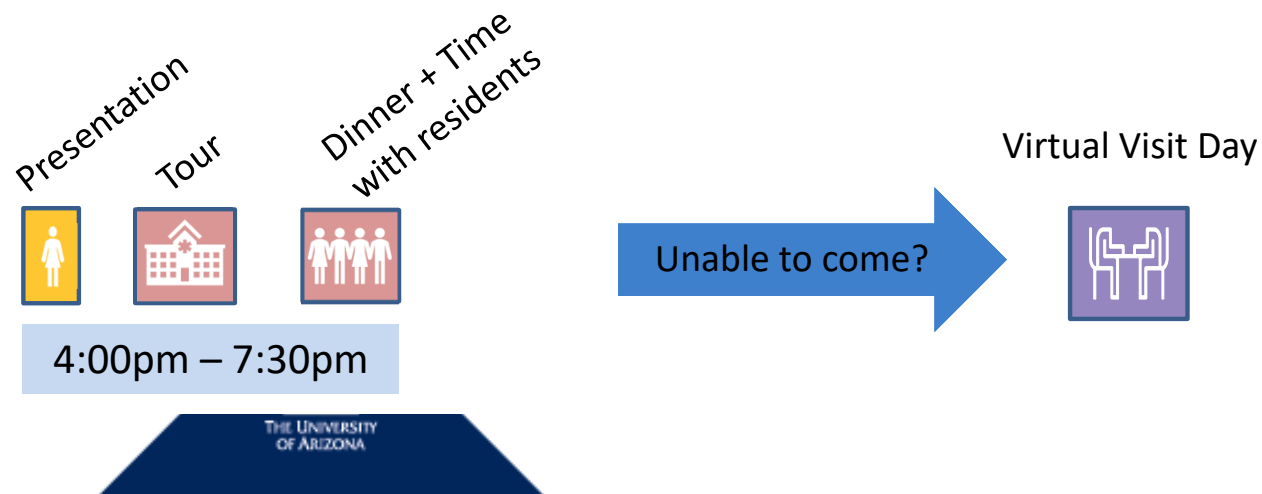 Presentation
Tour
Dinner + Time
with residents
4:00pm – 7:30pm
Unable to come?
Virtual Visit Day
THE UNIVERSITY
OF ARIZONA